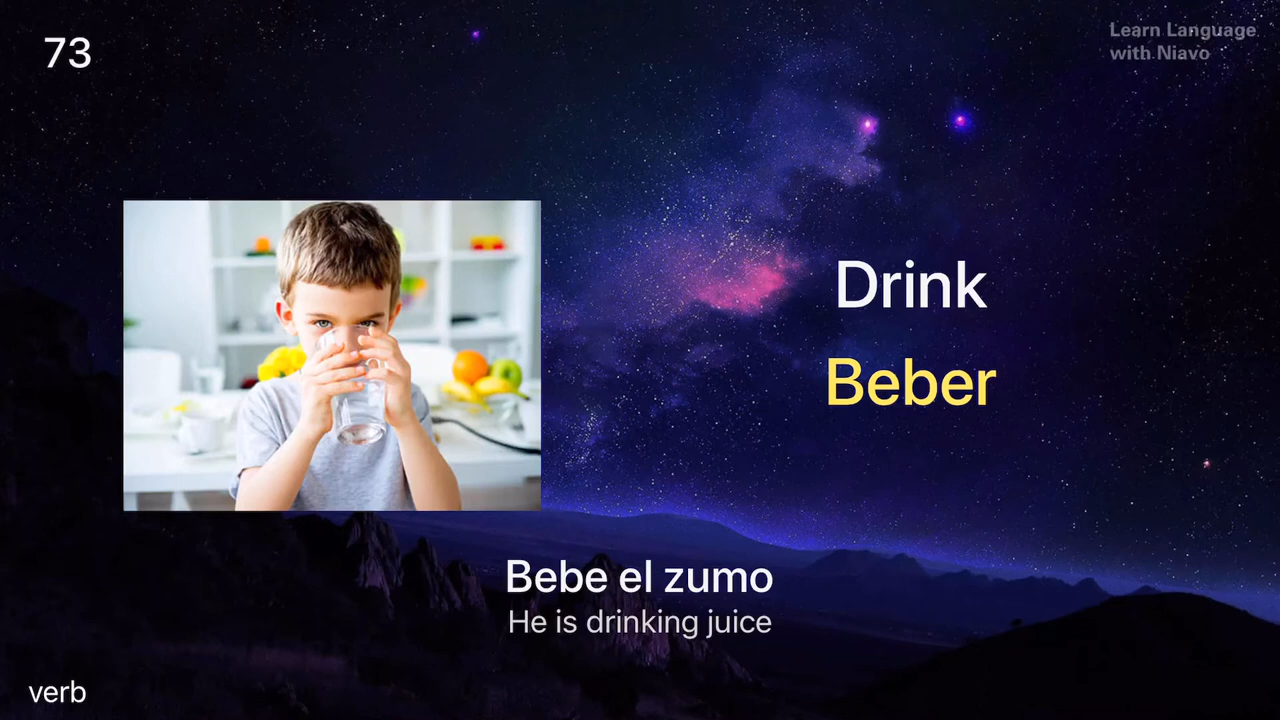 73
Learn Language
with Niavo
Drink
Beber
Bebe el zumo
He is drinking juice
verb